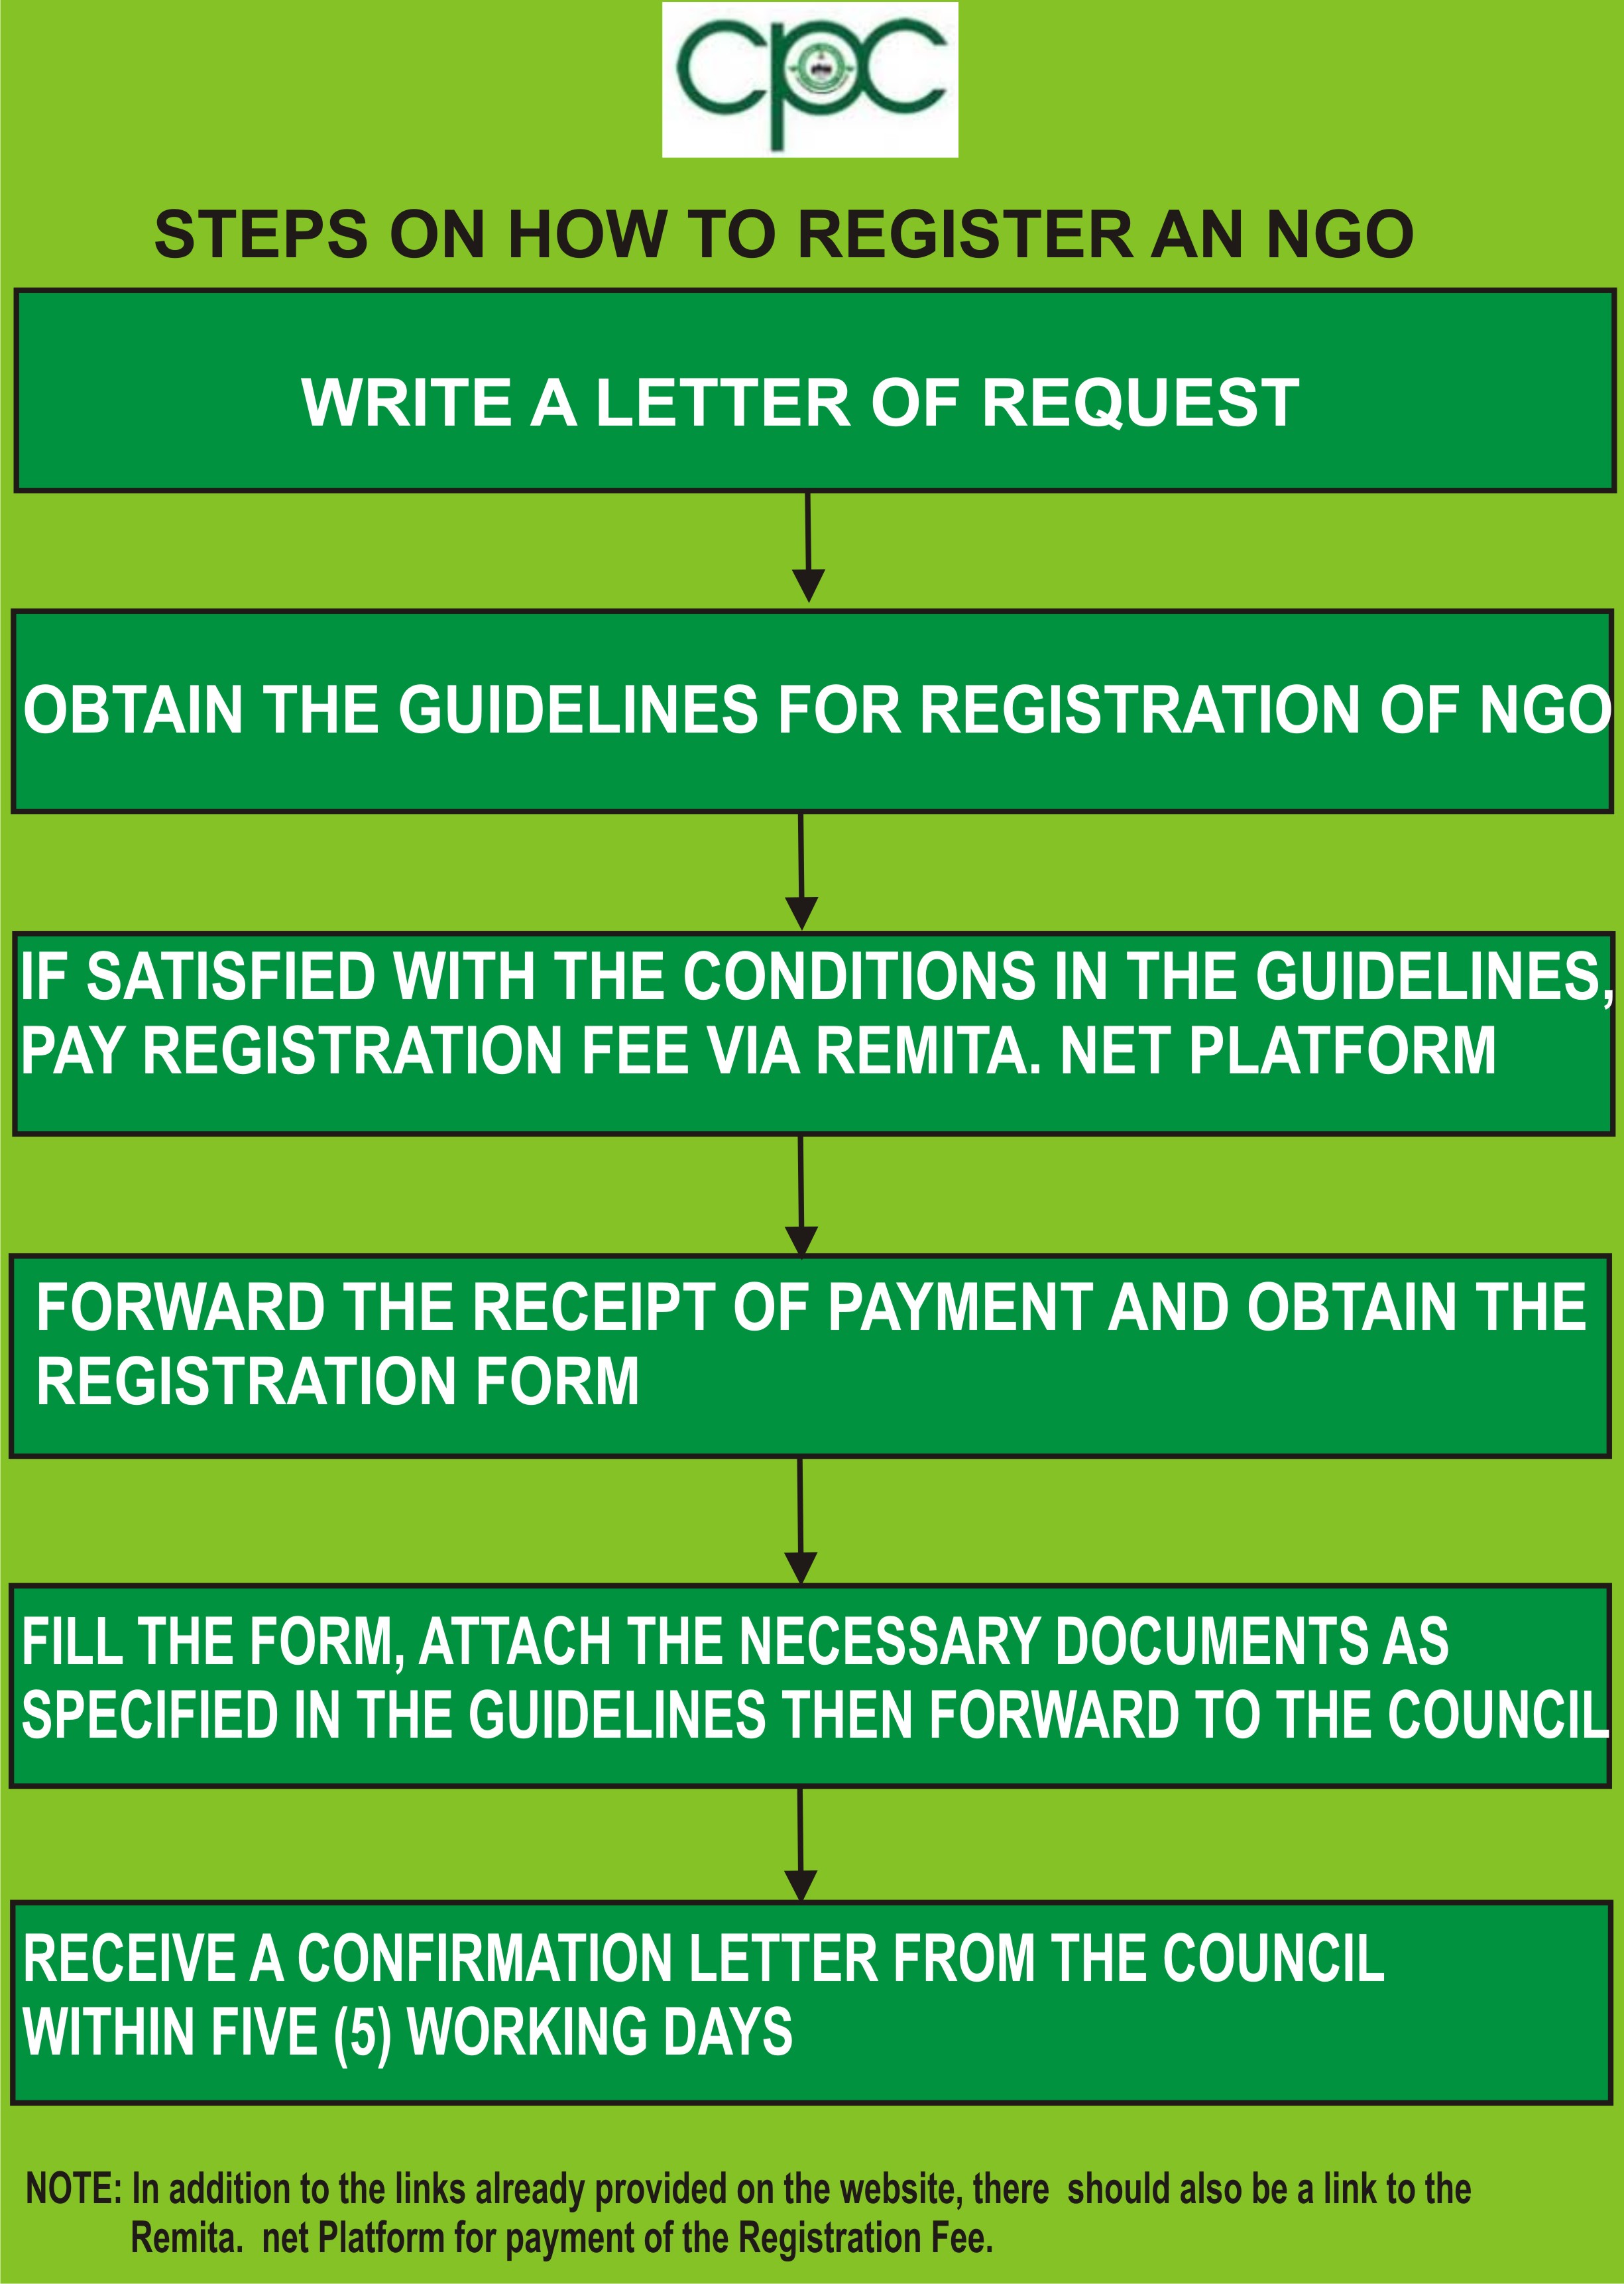 cpc
STEPS ON HOW TO REGISTER AN NGO
WRITE A LETTER OF REQUEST
OBTAIN THE GUIDELINES FOR REGISTRATION OF NGO
IF SATISFIED WITH THE CONDITIONS IN THE GUIDELINES,
PAY REGISTRATION FEE VIA REMITA. NET PLATFORM
FORWARD THE RECEIPT OF PAYMENT AND OBTAIN THE
REGISTRATION FORM
FILL THE FORM, ATTACH THE NECESSARY DOCUMENTS AS
SPECIFIED IN THE GUIDELINES THEN FORWARD TO THE COUNCIL
RECEIVE A CONFIRMATION LETTER FROM THE COUNCIL
WITHIN FIVE (5) WORKING DAYS
NOTE: In addition to the links already provided on the website, there  should also be a link to the
Remita.  net Platform for payment of the Registration Fee.